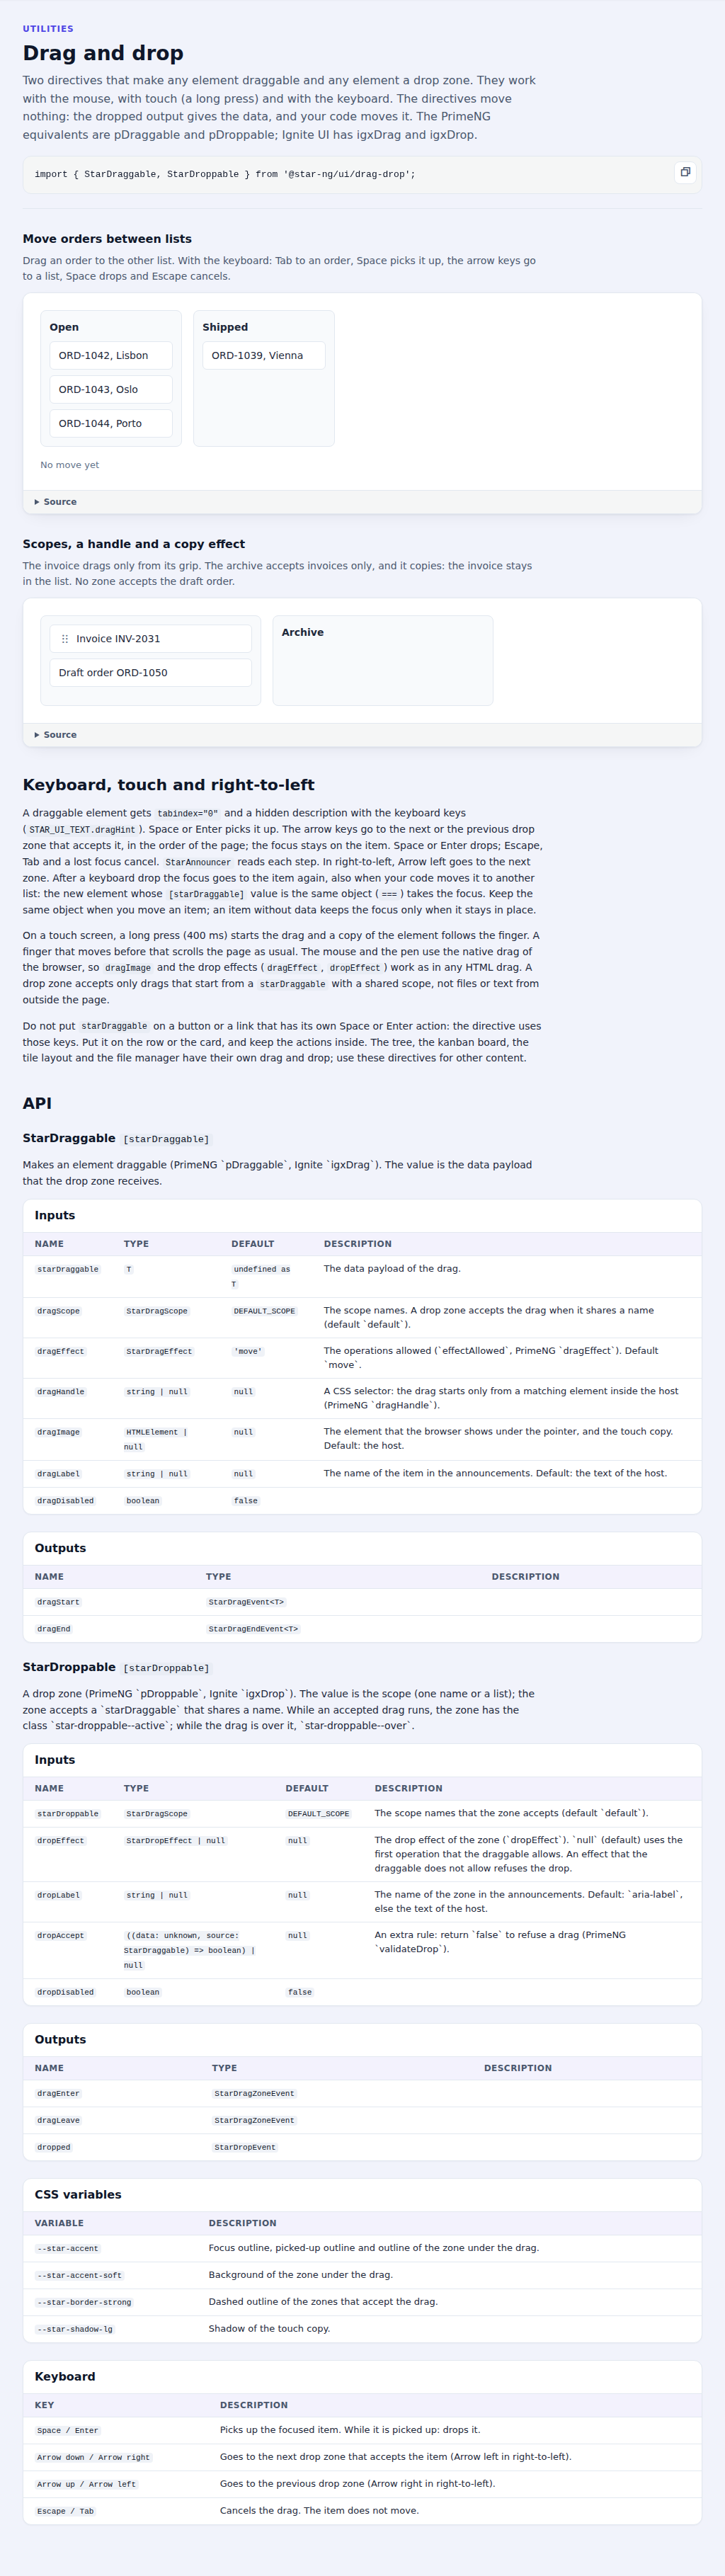 UTILITIES
Drag and drop
Two directives that make any element draggable and any element a drop zone. They work
with the mouse, with touch (a long press) and with the keyboard. The directives move
nothing: the dropped output gives the data, and your code moves it. The PrimeNG
equivalents are pDraggable and pDroppable; Ignite UI has igxDrag and igxDrop.
import { StarDraggable, StarDroppable } from '@star-ng/ui/drag-drop';
Move orders between lists
Drag an order to the other list. With the keyboard: Tab to an order, Space picks it up, the arrow keys go
to a list, Space drops and Escape cancels.
Open
ORD-1042, Lisbon
ORD-1043, Oslo
ORD-1044, Porto
Shipped
ORD-1039, Vienna
No move yet
Source
Scopes, a handle and a copy effect
The invoice drags only from its grip. The archive accepts invoices only, and it copies: the invoice stays
in the list. No zone accepts the draft order.
Invoice INV-2031
Draft order ORD-1050
Archive
Source
Keyboard, touch and right-to-left
A draggable element gets tabindex="0" and a hidden description with the keyboard keys
(STAR_UI_TEXT.dragHint). Space or Enter picks it up. The arrow keys go to the next or the previous drop
zone that accepts it, in the order of the page; the focus stays on the item. Space or Enter drops; Escape,
Tab and a lost focus cancel. StarAnnouncer reads each step. In right-to-left, Arrow left goes to the next
zone. After a keyboard drop the focus goes to the item again, also when your code moves it to another
list: the new element whose [starDraggable] value is the same object (===) takes the focus. Keep the
same object when you move an item; an item without data keeps the focus only when it stays in place.
On a touch screen, a long press (400 ms) starts the drag and a copy of the element follows the finger. A
finger that moves before that scrolls the page as usual. The mouse and the pen use the native drag of
the browser, so dragImage and the drop effects (dragEffect, dropEffect) work as in any HTML drag. A
drop zone accepts only drags that start from a starDraggable with a shared scope, not files or text from
outside the page.
Do not put starDraggable on a button or a link that has its own Space or Enter action: the directive uses
those keys. Put it on the row or the card, and keep the actions inside. The tree, the kanban board, the
tile layout and the file manager have their own drag and drop; use these directives for other content.
API
StarDraggable [starDraggable]
Makes an element draggable (PrimeNG `pDraggable`, Ignite `igxDrag`). The value is the data payload
that the drop zone receives.
Inputs
NAME TYPE DEFAULT DESCRIPTION
starDraggable T undefined as The data payload of the drag.
T
dragScope StarDragScope DEFAULT_SCOPE The scope names. A drop zone accepts the drag when it shares a name
(default `default`).
dragEffect StarDragEffect 'move' The operations allowed (`effectAllowed`, PrimeNG `dragEffect`). Default
`move`.
dragHandle string | null null A CSS selector: the drag starts only from a matching element inside the host
(PrimeNG `dragHandle`).
dragImage HTMLElement | null The element that the browser shows under the pointer, and the touch copy.
null Default: the host.
dragLabel string | null null The name of the item in the announcements. Default: the text of the host.
dragDisabled boolean false
Outputs
NAME TYPE DESCRIPTION
dragStart StarDragEvent<T>
dragEnd StarDragEndEvent<T>
StarDroppable [starDroppable]
A drop zone (PrimeNG `pDroppable`, Ignite `igxDrop`). The value is the scope (one name or a list); the
zone accepts a `starDraggable` that shares a name. While an accepted drag runs, the zone has the
class `star-droppable--active`; while the drag is over it, `star-droppable--over`.
Inputs
NAME TYPE DEFAULT DESCRIPTION
starDroppable StarDragScope DEFAULT_SCOPE The scope names that the zone accepts (default `default`).
dropEffect StarDropEffect | null null The drop effect of the zone (`dropEffect`). `null` (default) uses the
first operation that the draggable allows. An effect that the
draggable does not allow refuses the drop.
dropLabel string | null null The name of the zone in the announcements. Default: `aria-label`,
else the text of the host.
dropAccept ((data: unknown, source: null An extra rule: return `false` to refuse a drag (PrimeNG
StarDraggable) => boolean) | `validateDrop`).
null
dropDisabled boolean false
Outputs
NAME TYPE DESCRIPTION
dragEnter StarDragZoneEvent
dragLeave StarDragZoneEvent
dropped StarDropEvent
CSS variables
VARIABLE DESCRIPTION
--star-accent Focus outline, picked-up outline and outline of the zone under the drag.
--star-accent-soft Background of the zone under the drag.
--star-border-strong Dashed outline of the zones that accept the drag.
--star-shadow-lg Shadow of the touch copy.
Keyboard
KEY DESCRIPTION
Space / Enter Picks up the focused item. While it is picked up: drops it.
Arrow down / Arrow right Goes to the next drop zone that accepts the item (Arrow left in right-to-left).
Arrow up / Arrow left Goes to the previous drop zone (Arrow right in right-to-left).
Escape / Tab Cancels the drag. The item does not move.